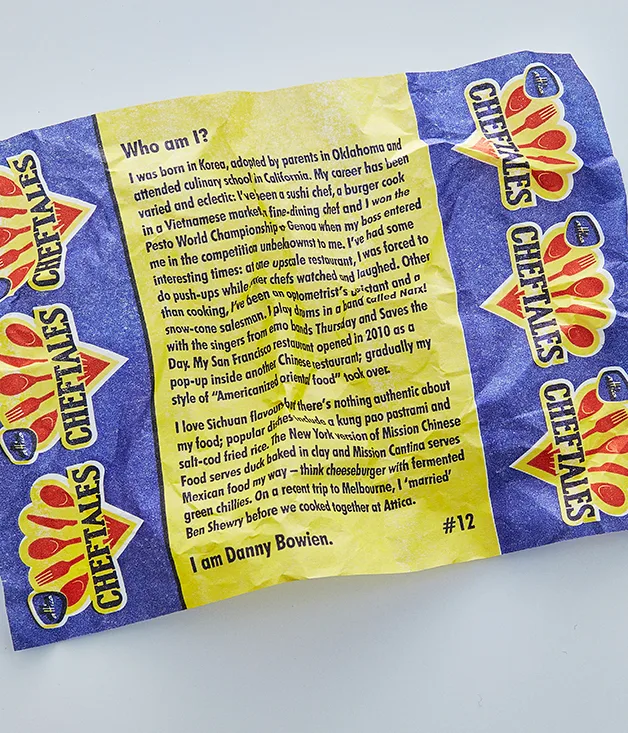 Who am I?
I was born in Korea, adopted by parents in Oklahoma and
attended culinary school in California. My career has been
varied and eclectic: I've been a sushi chef, a burger cook
in a Vietnamese market, fine-dining chef and I won the
Pesto World Championship Genoa when my boss entered
me in the competition unbeknownst to me. I've had some
interesting times: at one upscale restaurant, I was forced to
do push-ups while other chefs watched and laughed. Other
than cooking, I've been an optometrist's assistant and a
snow-cone salesman. I play drums in a band called Narx!
with the singers from emo bands Thursday and Saves the
Day. My San Francisco restaurant opened in 2010 as a
pop-up inside another Chinese restaurant; gradually my
style of "Americanized oriental food" took over.
I love Sichuan flavour but there's nothing authentic about
my food; popular dishes include a kung pao pastrami and
salt-cod fried rice. The New York version of Mission Chinese
Food serves duck baked in clay and Mission Cantina serves
Mexican food my way – think cheeseburger with fermented
green chillies. On a recent trip to Melbourne, I 'married'
Ben Shewry before we cooked together at Attica.
I am Danny Bowien.
#12
CHEFTALES
CHEFTALES
CHEFTALES
CHEFTALES
CHEFTALES
CHEFTALES
attica
attica
attica
attica
attica